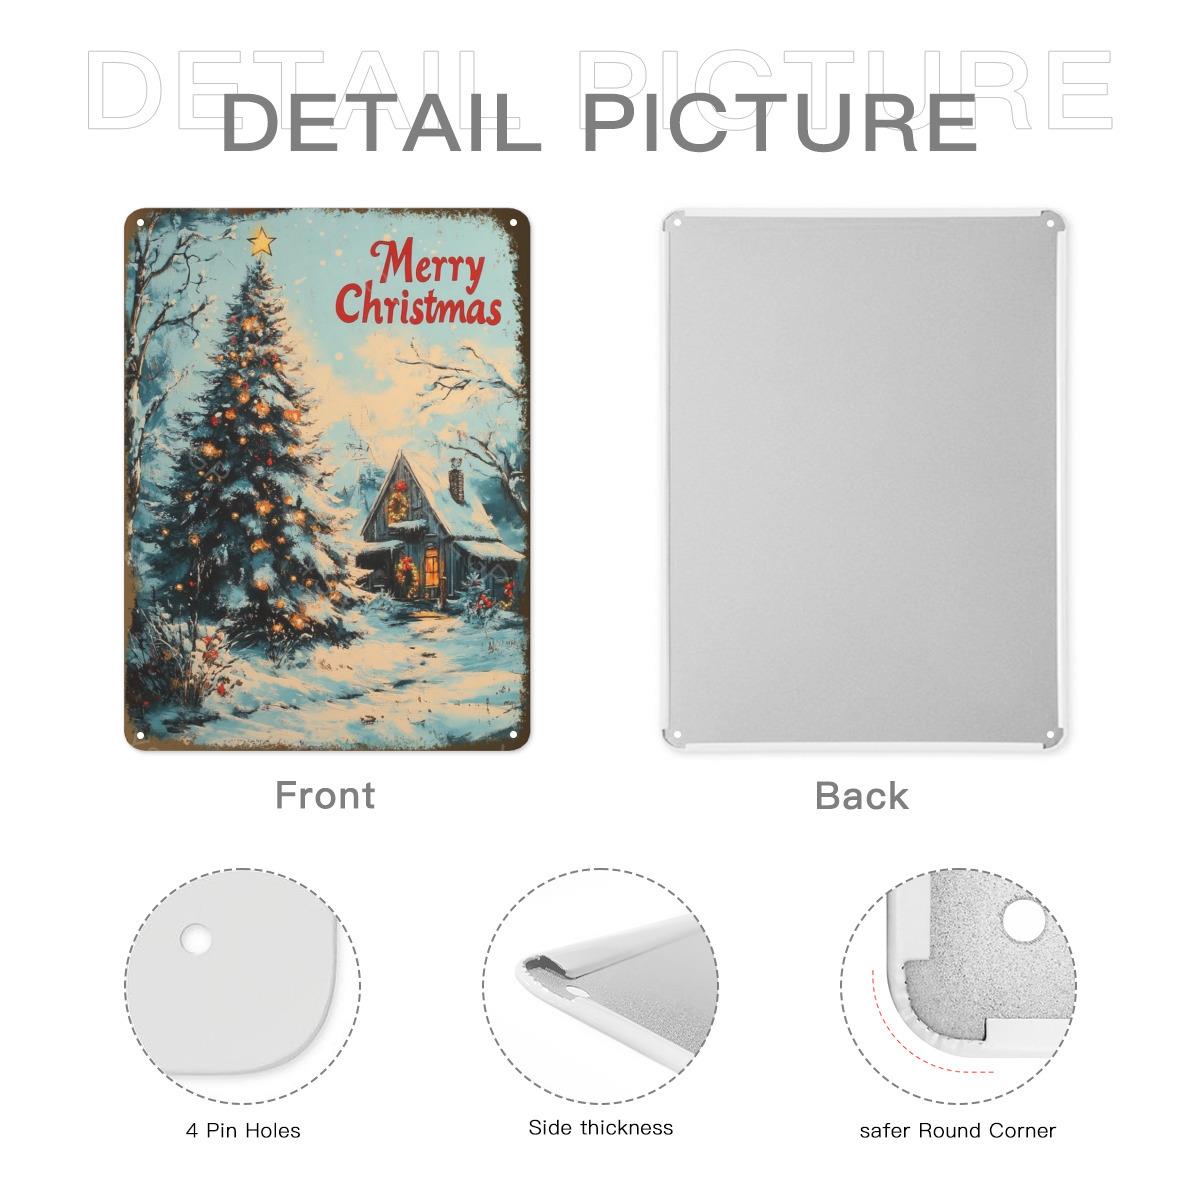 DETAIL PICTURE
DETAIL PICTURE
Merry
Christmas
Front
Back
4 Pin Holes
Side thickness
safer Round Corner